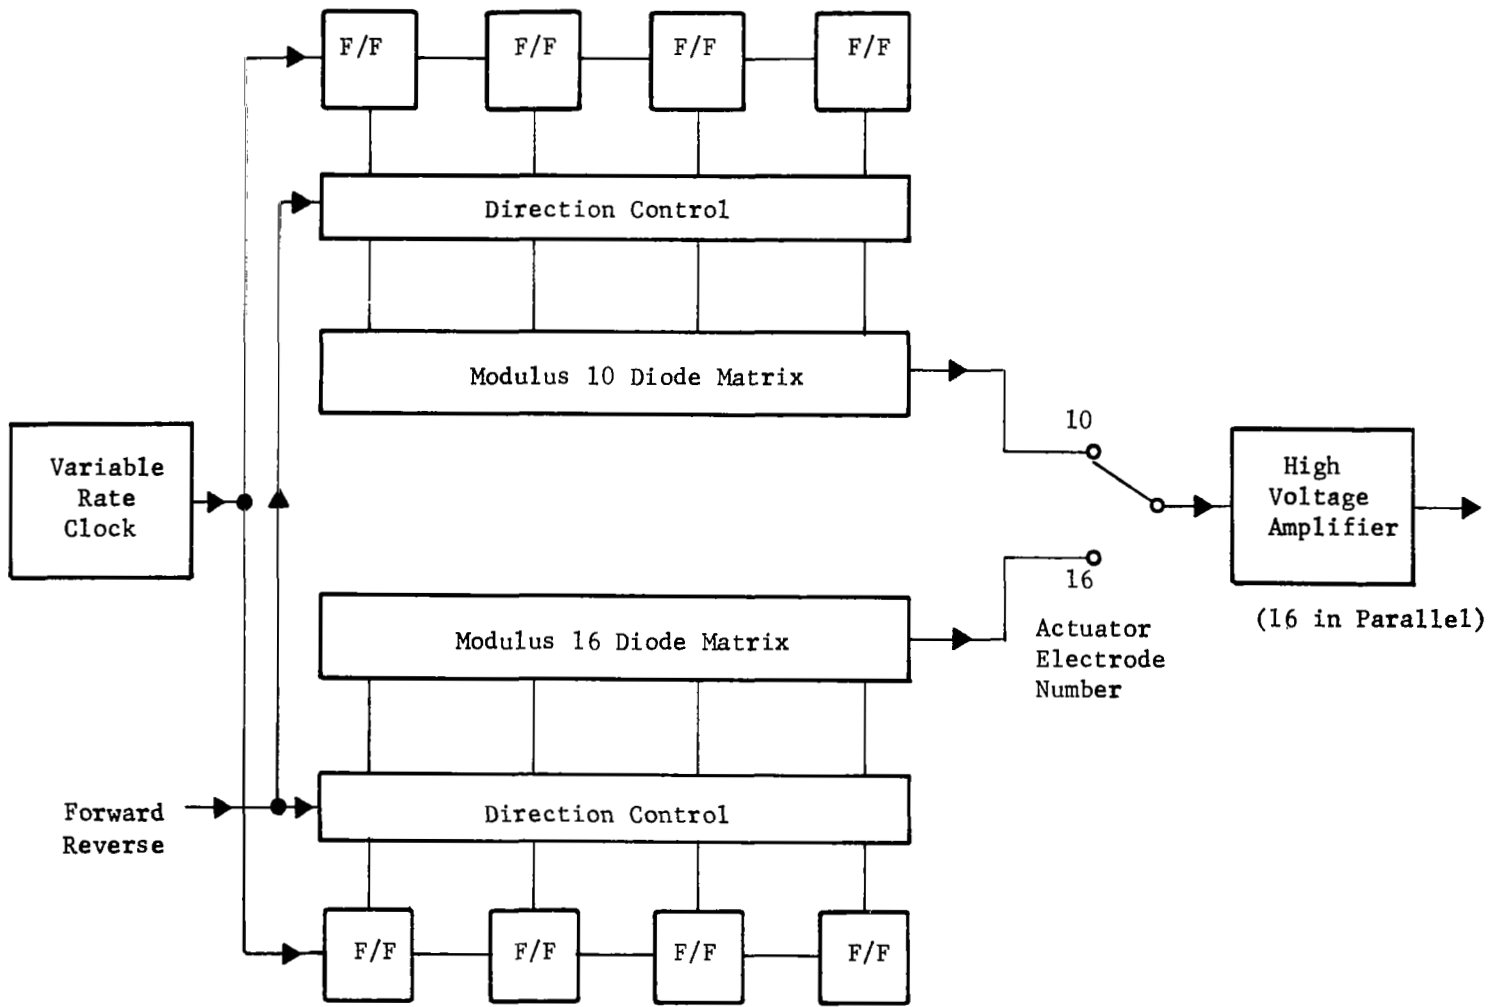 F/F F/F F/F F/F
Direction Control
Modulus 10 Diode Matrix
10
Variable
Rate
Clock
High
Voltage
Amplifier
16
(16 in Parallel)
Modulus 16 Diode Matrix
Actuator
Electrode
Number
Forward
Reverse
Direction Control
F/F F/F F/F F/F